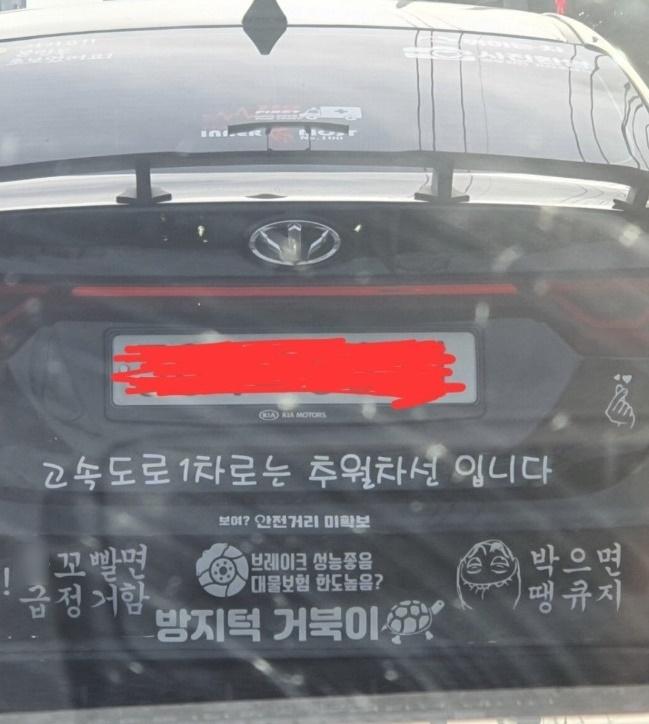 KIA KIA MOTORS
고속도로 1차로는 추월차선 입니다
보여? 안전거리 미확보
! 꼬 빨면
급정거함
브레이크 성능좋음
대물보험 한도높음?
박으면
땡큐지
방지턱 거북이